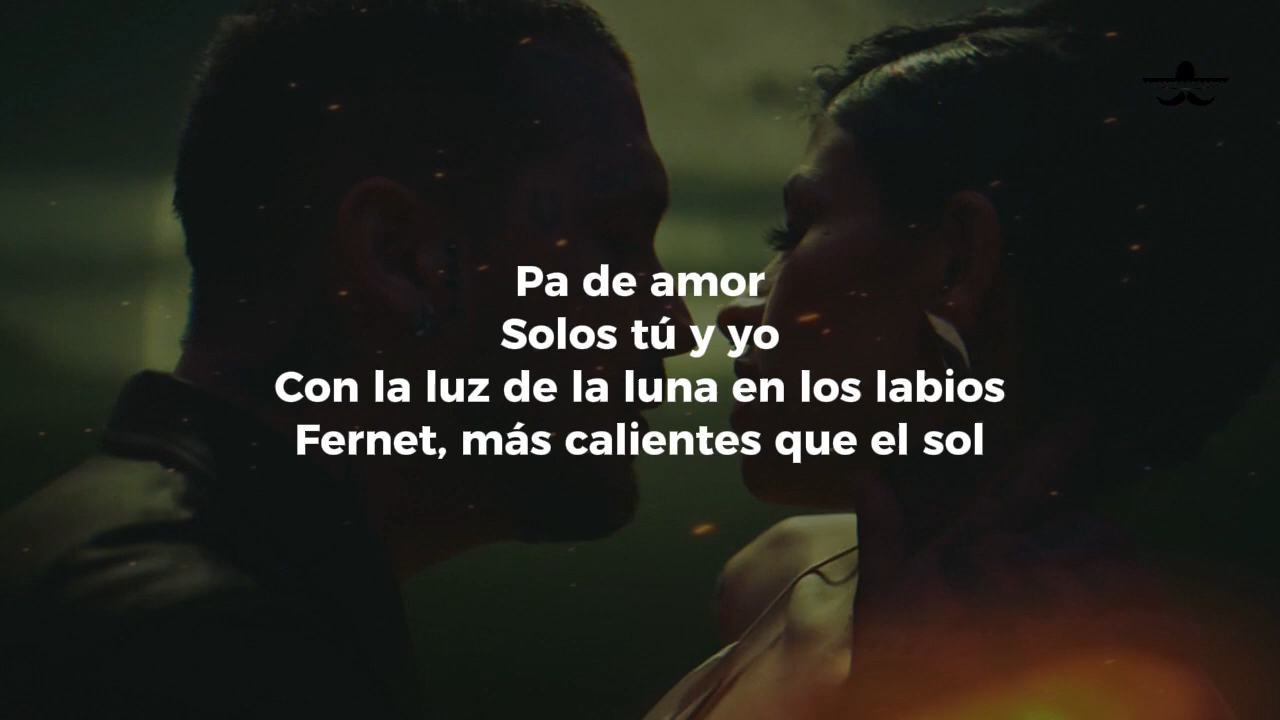 Pa de amor
Solos tú y yo
Con la luz de la luna en los labios
Fernet, más calientes que el sol